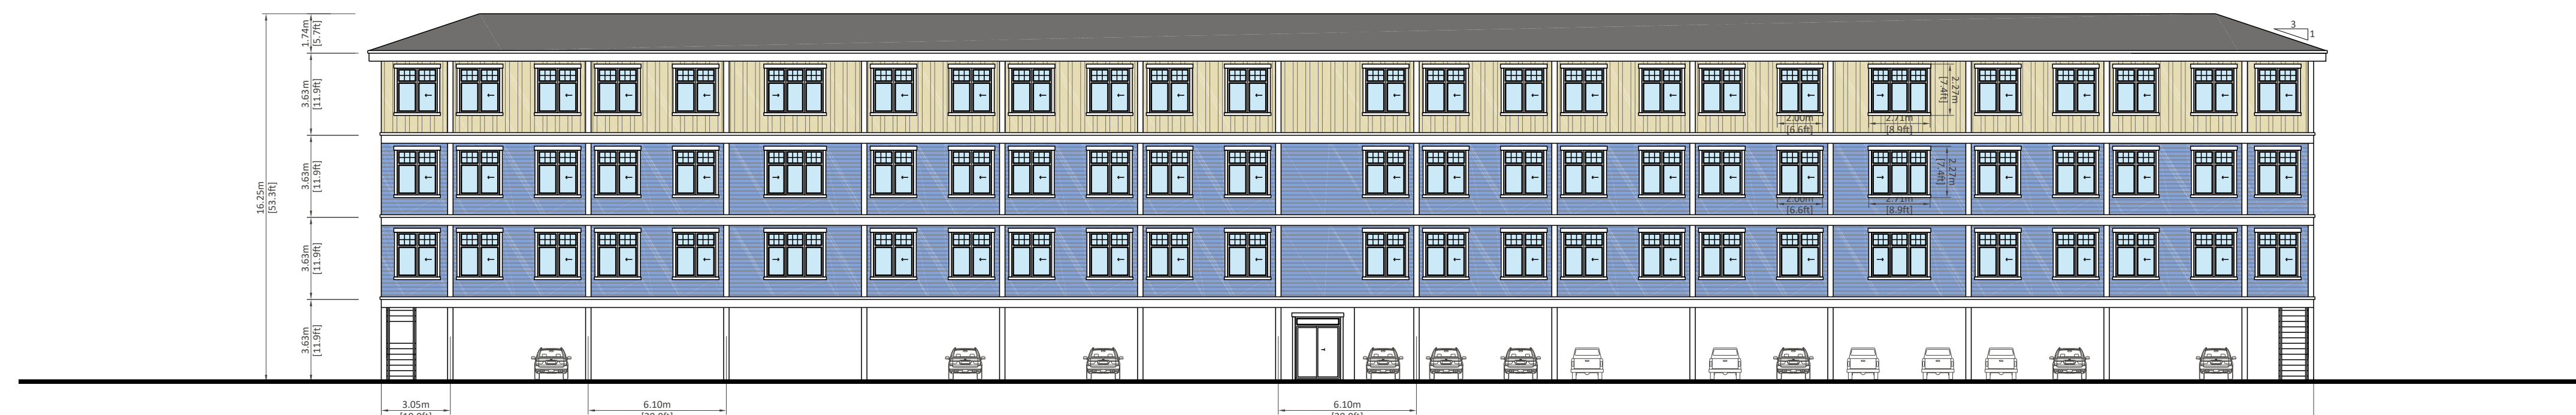 1.74m
[5.7ft]
3
1
3.63m
[11.9ft]
2.27m
[7.4ft]
2.00m
[6.6ft]
2.71m
[8.9ft]
3.63m
[11.9ft]
2.27m
[7.4ft]
2.00m
[6.6ft]
2.71m
[8.9ft]
16.25m
[53.3ft]
3.63m
[11.9ft]
3.63m
[11.9ft]
3.05m
6.10m
6.10m